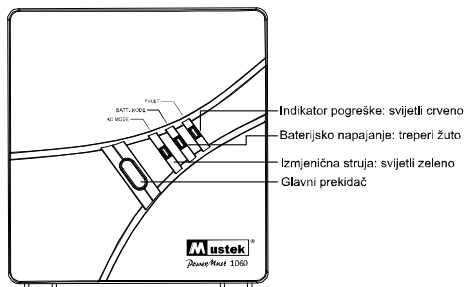 FAULT
BATT. MODE
AC MODE
Indikator pogreške: svijetli crveno
Baterijsko napajanje: treperi žuto
Izmjenična struja: svijetli zeleno
Glavni prekidač
Mustek®
PowerMust 1060